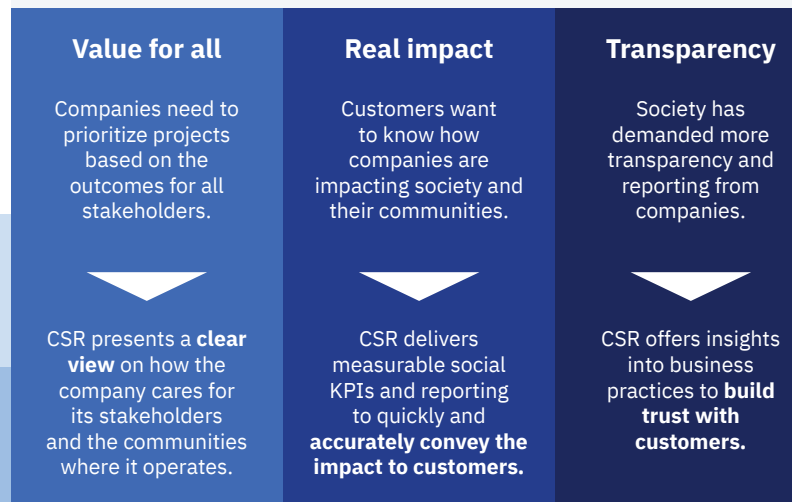 Value for all
Companies need to
prioritize projects
based on the
outcomes for all
stakeholders.
CSR presents a clear
view on how the
company cares for
its stakeholders
and the communities
where it operates.
Real impact
Customers want
to know how
companies are
impacting society and
their communities.
CSR delivers
measurable social
KPIs and reporting
to quickly and
accurately convey the
impact to customers.
Transparency
Society has
demanded more
transparency and
reporting from
companies.
CSR offers insights
into business
practices to build
trust with
customers.